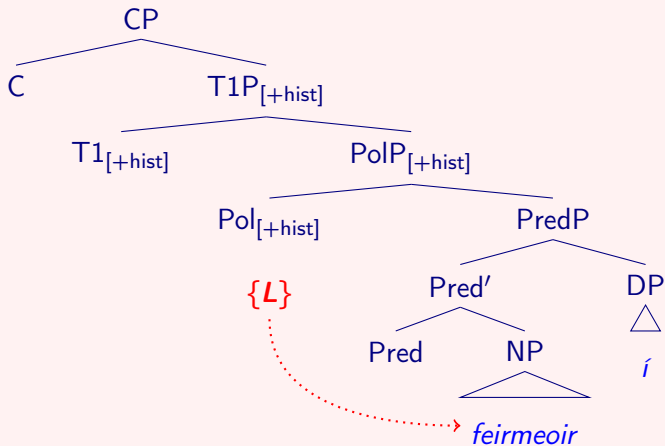 CP
C T1P[+hist]
T1[+hist] PolP[+hist]
Pol[+hist] PredP
{L} Pred′ DP
Pred NP í
feirmeoir